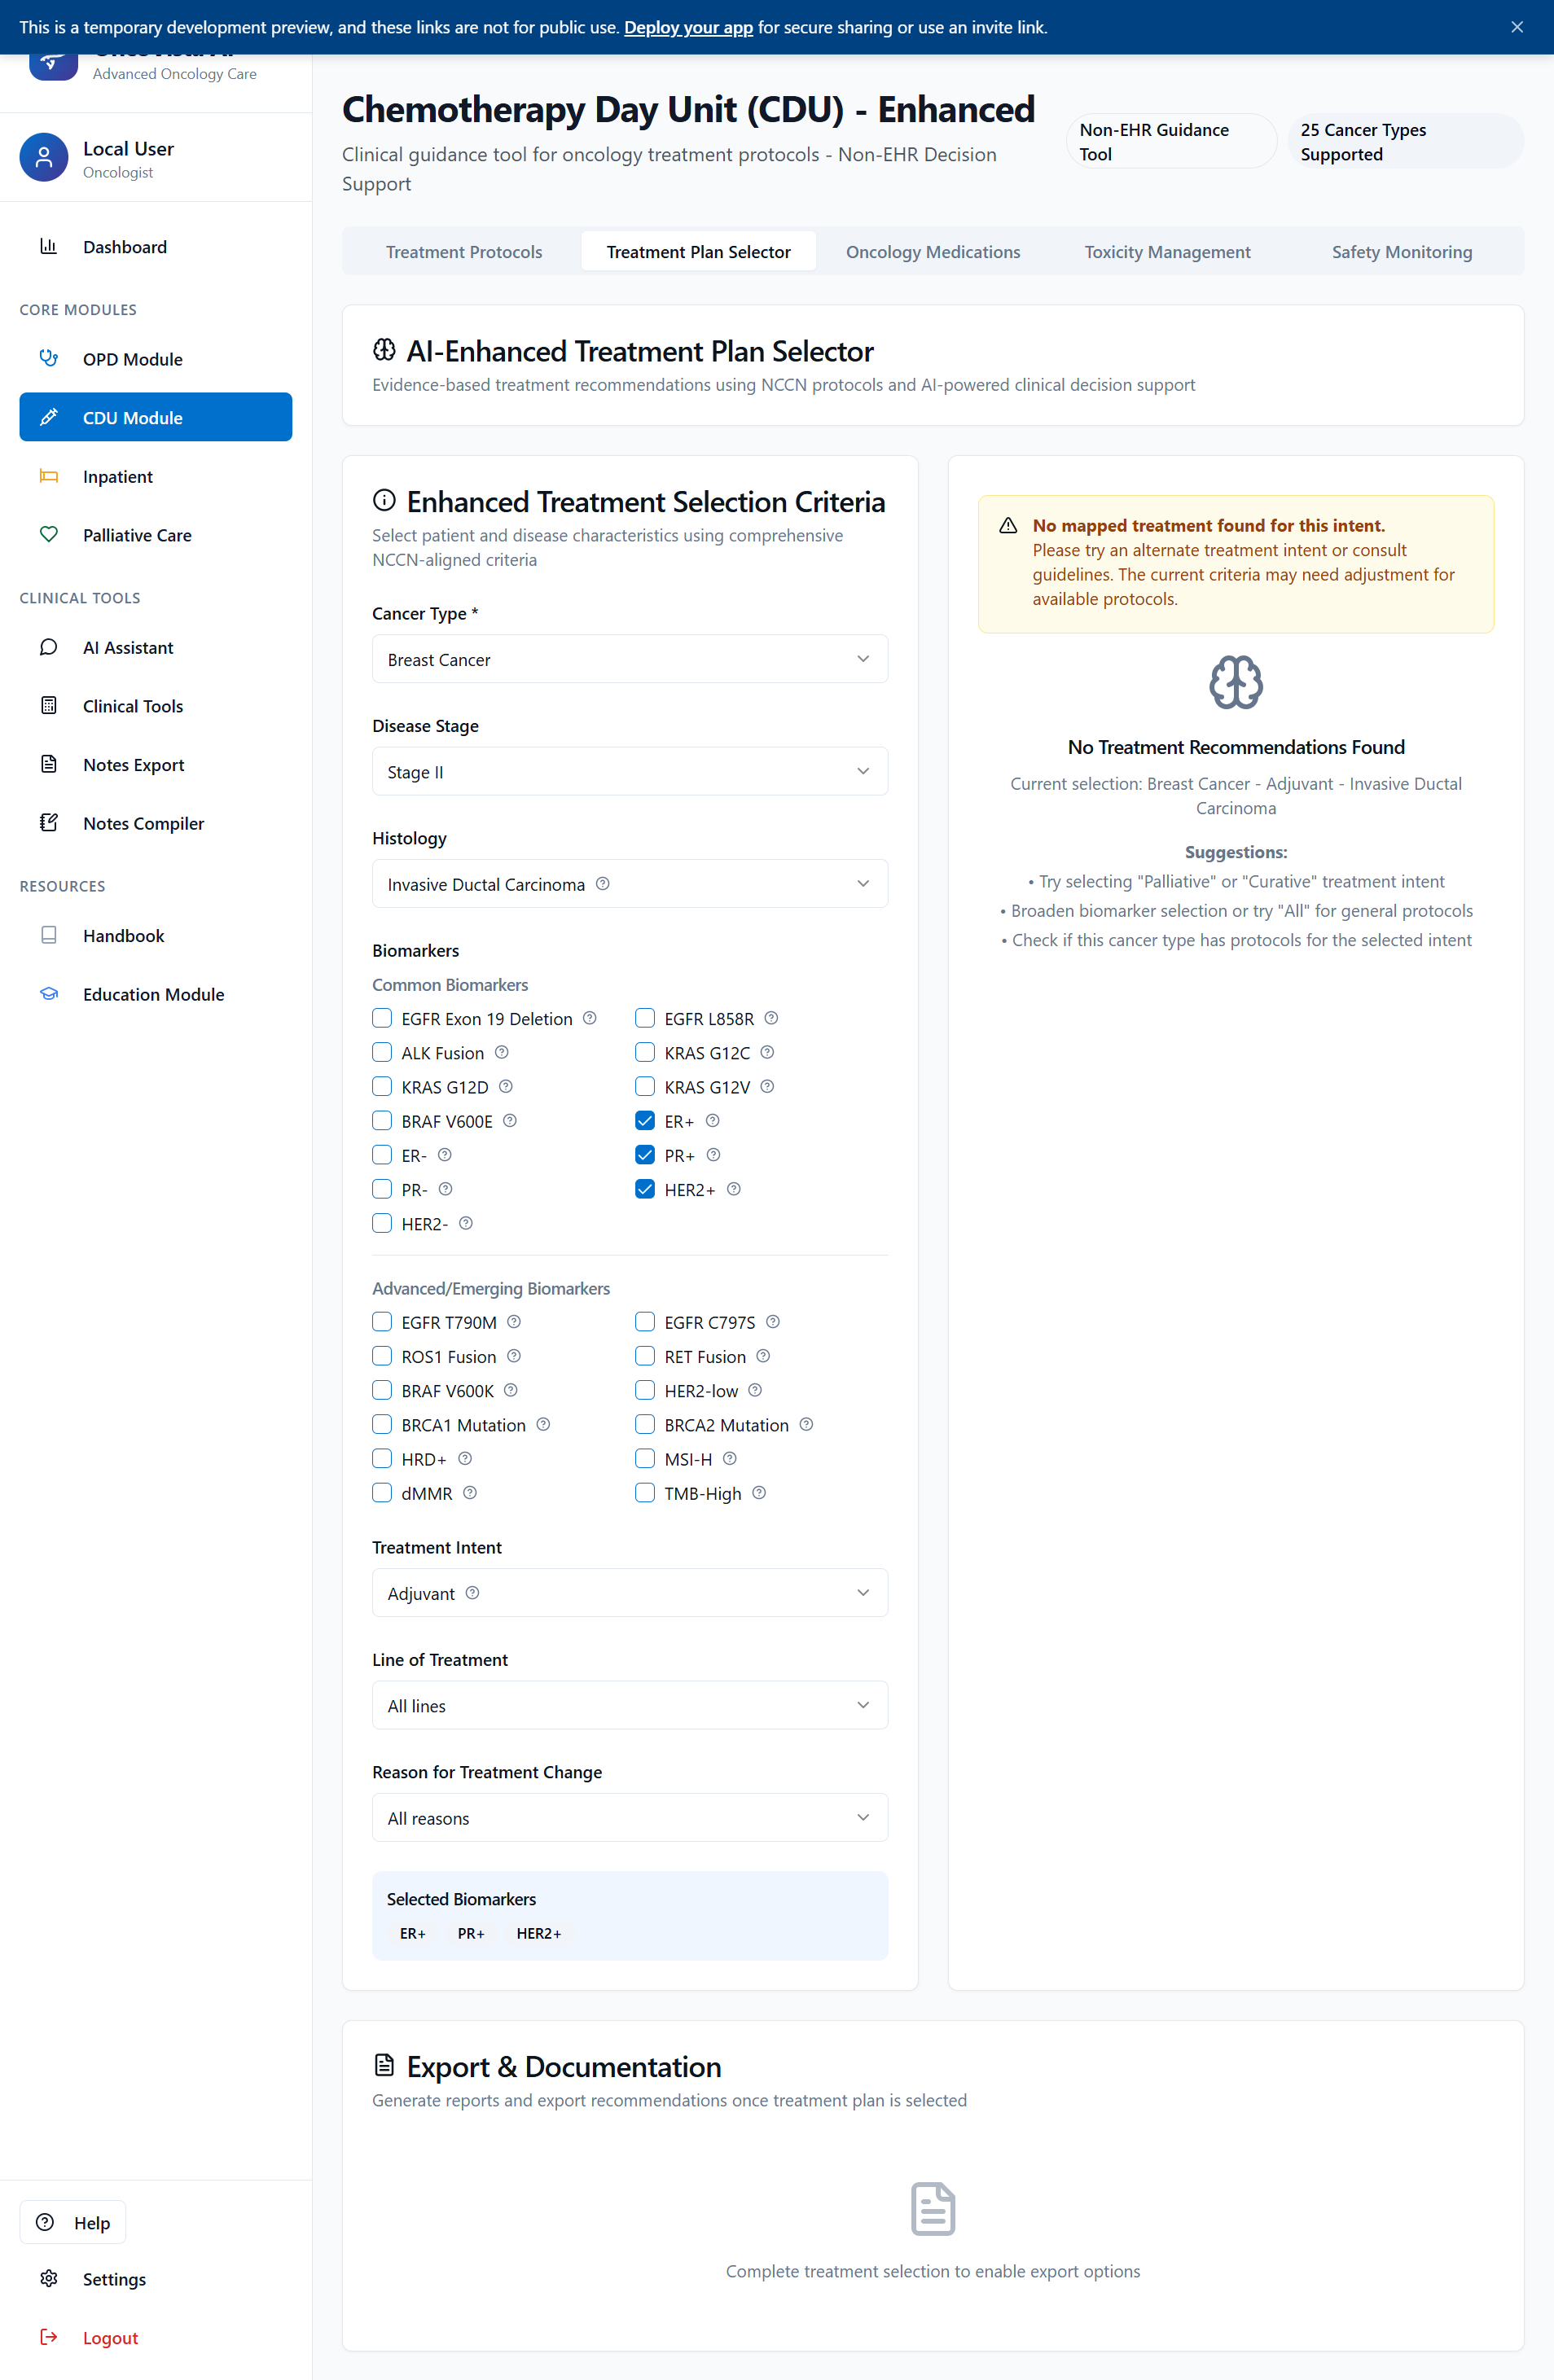 This is a temporary development preview, and these links are not for public use. Deploy your app for secure sharing or use an invite link.
Advanced Oncology Care
Local User
Oncologist
Dashboard
CORE MODULES
OPD Module
CDU Module
Inpatient
Palliative Care
CLINICAL TOOLS
AI Assistant
Clinical Tools
Notes Export
Notes Compiler
RESOURCES
Handbook
Education Module
Help
Settings
Logout
Chemotherapy Day Unit (CDU) - Enhanced
Clinical guidance tool for oncology treatment protocols - Non-EHR Decision
Support
Non-EHR Guidance
Tool
25 Cancer Types
Supported
Treatment Protocols
Treatment Plan Selector
Oncology Medications
Toxicity Management
Safety Monitoring
AI-Enhanced Treatment Plan Selector
Evidence-based treatment recommendations using NCCN protocols and AI-powered clinical decision support
Enhanced Treatment Selection Criteria
Select patient and disease characteristics using comprehensive
NCCN-aligned criteria
Cancer Type *
Breast Cancer
Disease Stage
Stage II
Histology
Invasive Ductal Carcinoma
Biomarkers
Common Biomarkers
EGFR Exon 19 Deletion
EGFR L858R
ALK Fusion
KRAS G12C
KRAS G12D
KRAS G12V
BRAF V600E
ER+
ER-
PR+
PR-
HER2+
HER2-
Advanced/Emerging Biomarkers
EGFR T790M
EGFR C797S
ROS1 Fusion
RET Fusion
BRAF V600K
HER2-low
BRCA1 Mutation
BRCA2 Mutation
HRD+
MSI-H
dMMR
TMB-High
Treatment Intent
Adjuvant
Line of Treatment
All lines
Reason for Treatment Change
All reasons
Selected Biomarkers
ER+ PR+ HER2+
No mapped treatment found for this intent.
Please try an alternate treatment intent or consult
guidelines. The current criteria may need adjustment for
available protocols.
No Treatment Recommendations Found
Current selection: Breast Cancer - Adjuvant - Invasive Ductal
Carcinoma
Suggestions:
• Try selecting "Palliative" or "Curative" treatment intent
• Broaden biomarker selection or try "All" for general protocols
• Check if this cancer type has protocols for the selected intent
Export & Documentation
Generate reports and export recommendations once treatment plan is selected
Complete treatment selection to enable export options